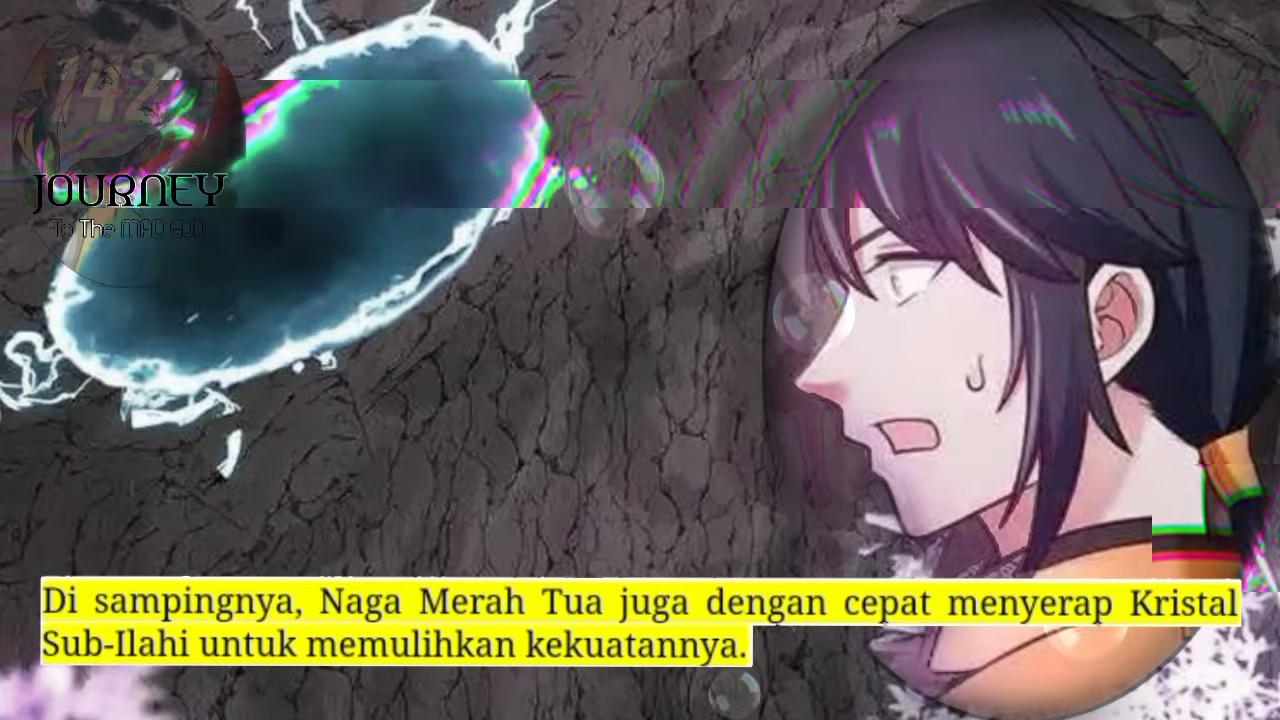 142
JOURNEY
To The MAD GOD
Di sampingnya, Naga Merah Tua juga dengan cepat menyerap Kristal
Sub-Ilahi untuk memulihkan kekuatannya.